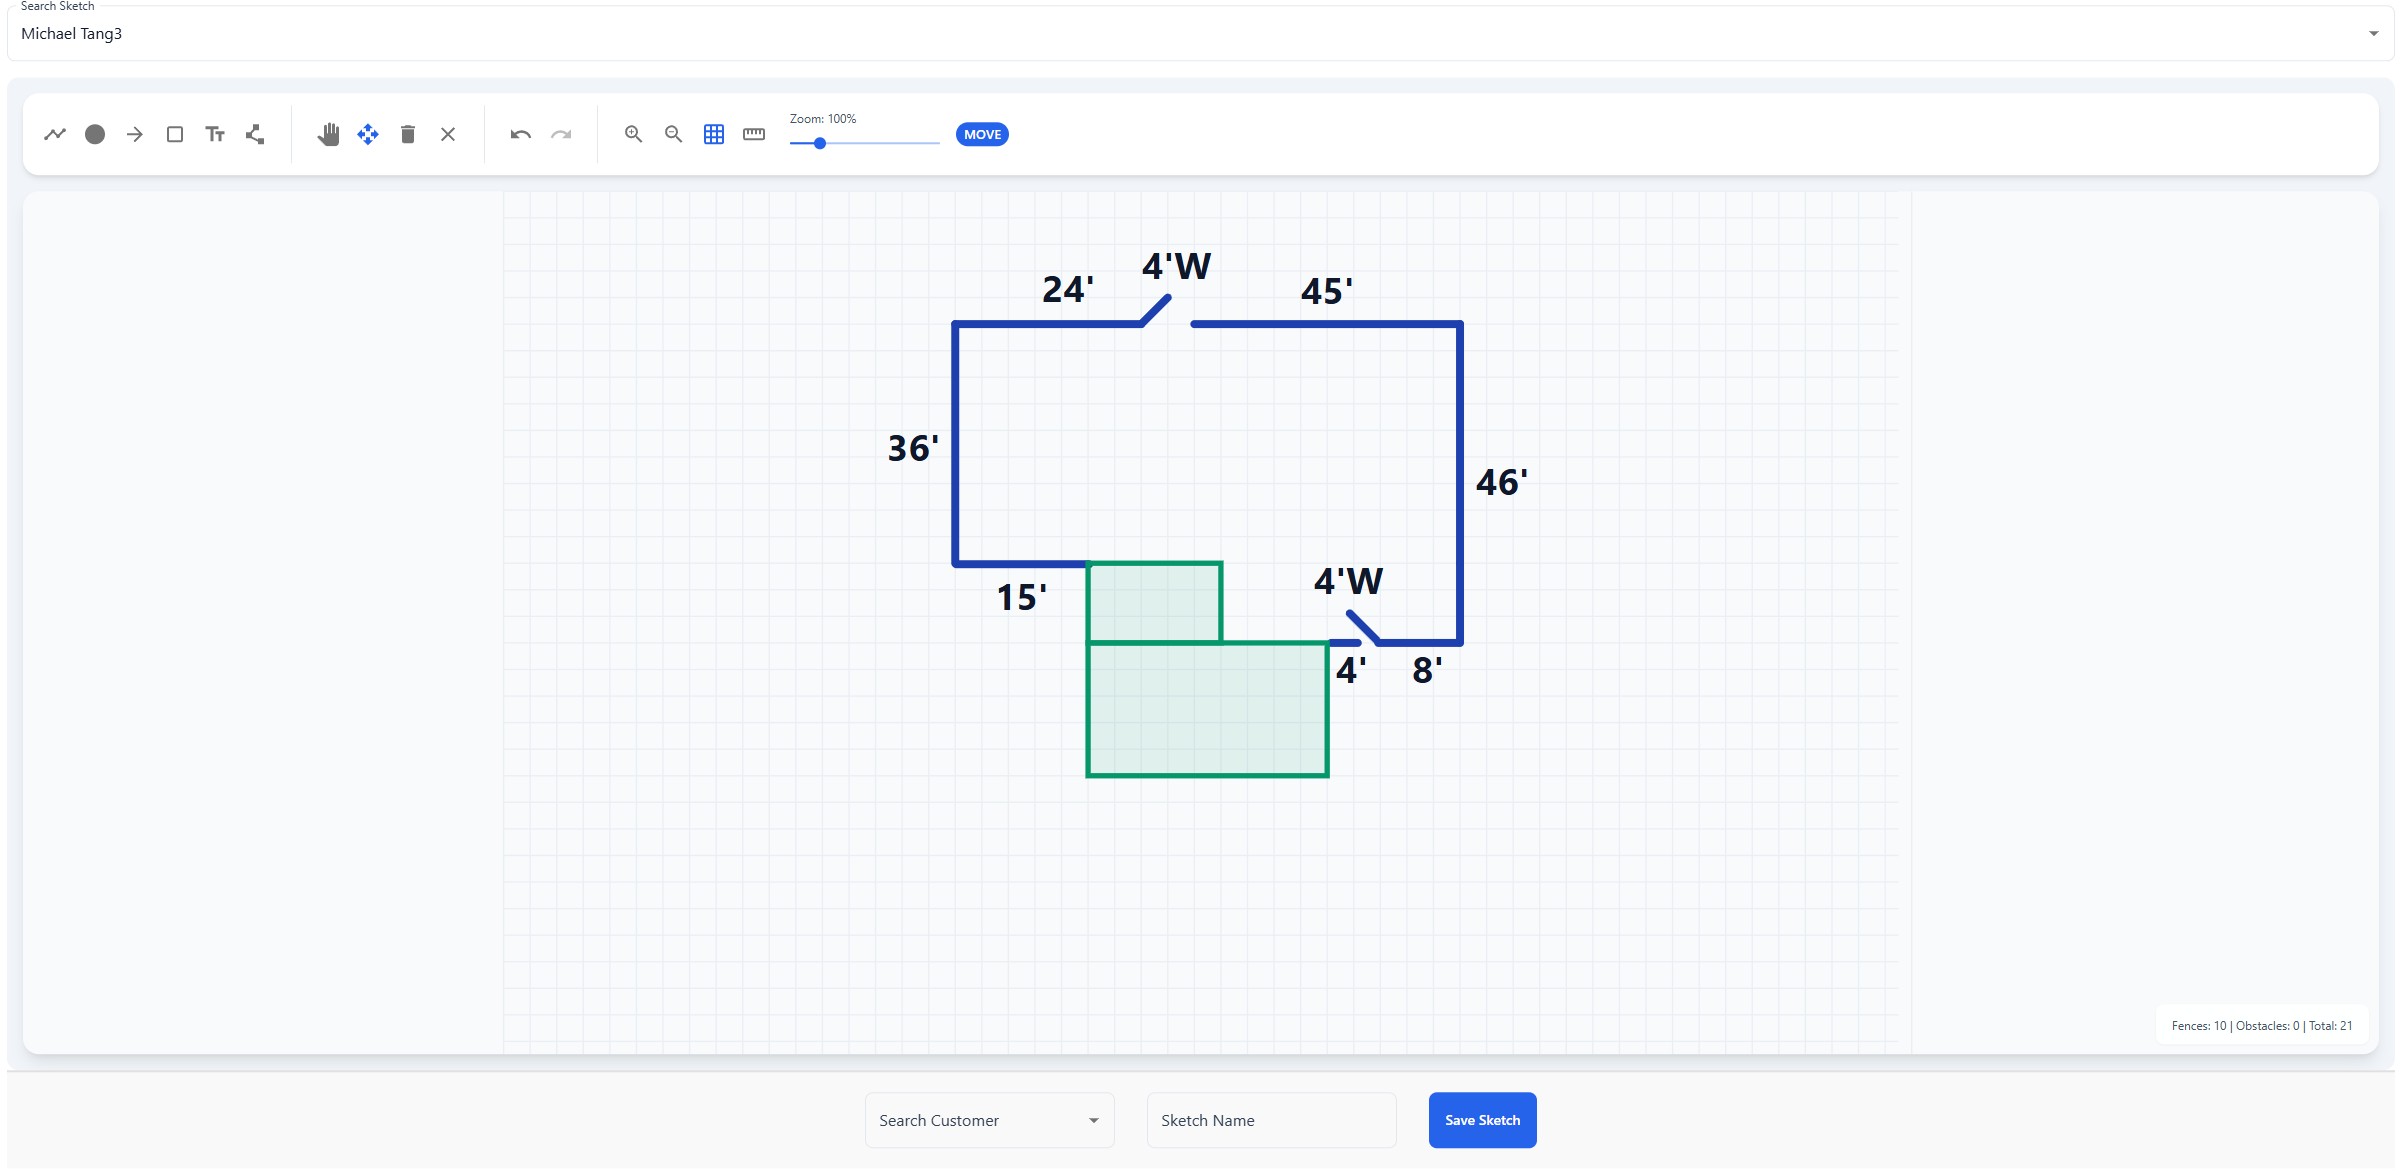 Search Sketch
Michael Tang3
Zoom: 100%
MOVE
4'W
24'
45'
36'
46'
4'W
15'
4'
8'
Fences: 10 | Obstacles: 0 | Total: 21
Search Customer
Sketch Name
Save Sketch